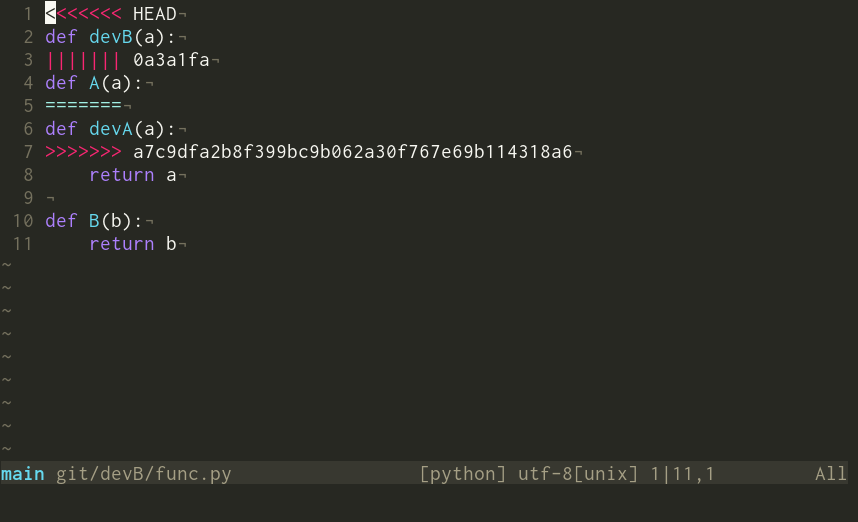 1 <<<<<<< HEAD¬
2 def devB(a):¬
3 ||||||| 0a3a1fa¬
4 def A(a):¬
5 =======¬
6 def devA(a):¬
7 >>>>>>> a7c9dfa2b8f399bc9b062a30f767e69b114318a6¬
8     return a¬
9 ¬
10 def B(b):¬
11     return b¬
~
~
~
~
~
~
~
~
~
main git/devB/func.py [python] utf-8[unix] 1|11,1 All